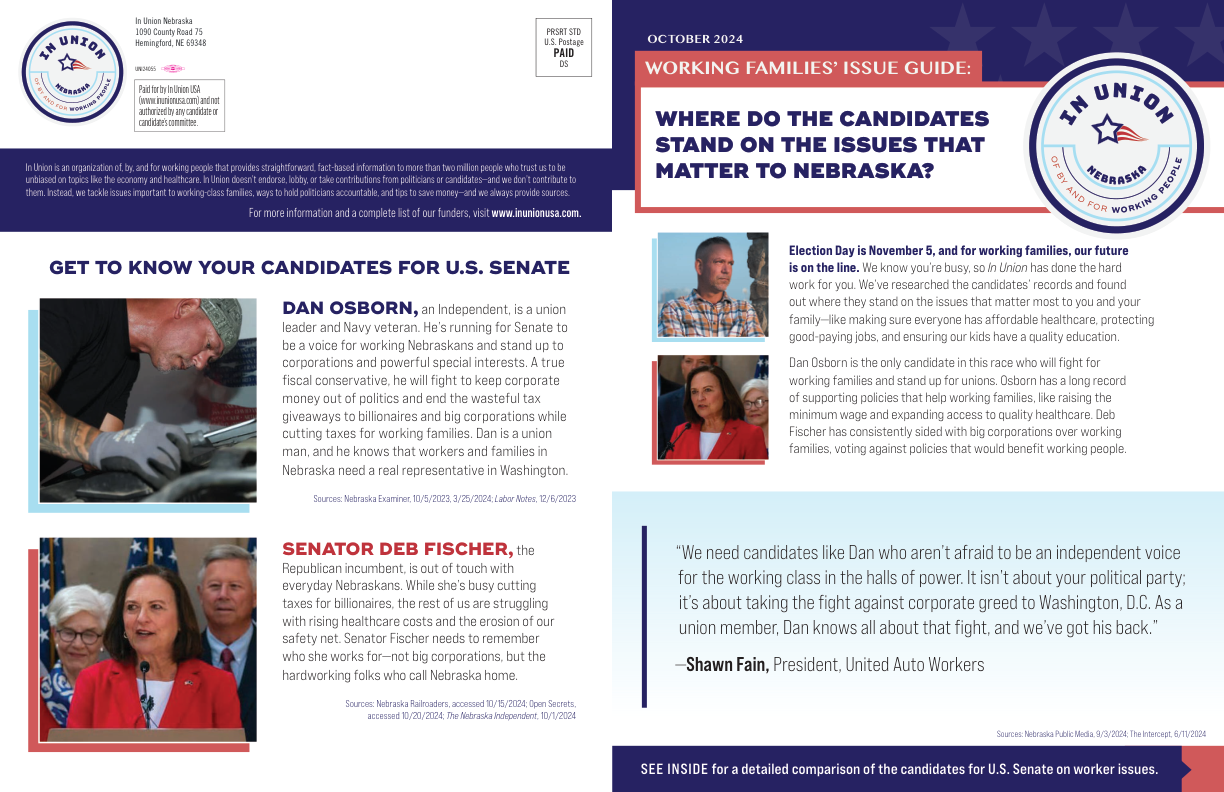 IN UNION
NEBRASKA
OF BY AND FOR WORKING PEOPLE
In Union Nebraska
1090 County Road 75
Hemingford, NE 69348
UNI24055
Paid for by In Union USA
(www.inunionusa.com) and not
authorized by any candidate or
candidate's committee.
PRSRT STD
U.S. Postage
PAID
DS
In Union is an organization of, by, and for working people that provides straightforward, fact-based information to more than two million people who trust us to be
unbiased on topics like the economy and healthcare. In Union doesn't endorse, lobby, or take contributions from politicians or candidates—and we don't contribute to
them. Instead, we tackle issues important to working-class families, ways to hold politicians accountable, and tips to save money—and we always provide sources.
For more information and a complete list of our funders, visit www.inunionusa.com.
GET TO KNOW YOUR CANDIDATES FOR U.S. SENATE
DAN OSBORN, an Independent, is a union
leader and Navy veteran. He's running for Senate to
be a voice for working Nebraskans and stand up to
corporations and powerful special interests. A true
fiscal conservative, he will fight to keep corporate
money out of politics and end the wasteful tax
giveaways to billionaires and big corporations while
cutting taxes for working families. Dan is a union
man, and he knows that workers and families in
Nebraska need a real representative in Washington.
Sources: Nebraska Examiner, 10/5/2023, 3/25/2024; Labor Notes, 12/6/2023
SENATOR DEB FISCHER, the
Republican incumbent, is out of touch with
everyday Nebraskans. While she's busy cutting
taxes for billionaires, the rest of us are struggling
with rising healthcare costs and the erosion of our
safety net. Senator Fischer needs to remember
who she works for—not big corporations, but the
hardworking folks who call Nebraska home.
Sources: Nebraska Railroaders, accessed 10/15/2024; Open Secrets,
accessed 10/20/2024; The Nebraska Independent, 10/1/2024
OCTOBER 2024
WORKING FAMILIES' ISSUE GUIDE:
WHERE DO THE CANDIDATES
STAND ON THE ISSUES THAT
MATTER TO NEBRASKA?
IN UNION
NEBRASKA
OF BY AND FOR WORKING PEOPLE
Election Day is November 5, and for working families, our future
is on the line. We know you're busy, so In Union has done the hard
work for you. We've researched the candidates' records and found
out where they stand on the issues that matter most to you and your
family—like making sure everyone has affordable healthcare, protecting
good-paying jobs, and ensuring our kids have a quality education.
Dan Osborn is the only candidate in this race who will fight for
working families and stand up for unions. Osborn has a long record
of supporting policies that help working families, like raising the
minimum wage and expanding access to quality healthcare. Deb
Fischer has consistently sided with big corporations over working
families, voting against policies that would benefit working people.
"We need candidates like Dan who aren't afraid to be an independent voice
for the working class in the halls of power. It isn't about your political party;
it's about taking the fight against corporate greed to Washington, D.C. As a
union member, Dan knows all about that fight, and we've got his back."
—Shawn Fain, President, United Auto Workers
Sources: Nebraska Public Media, 9/3/2024; The Intercept, 6/11/2024
SEE INSIDE for a detailed comparison of the candidates for U.S. Senate on worker issues.